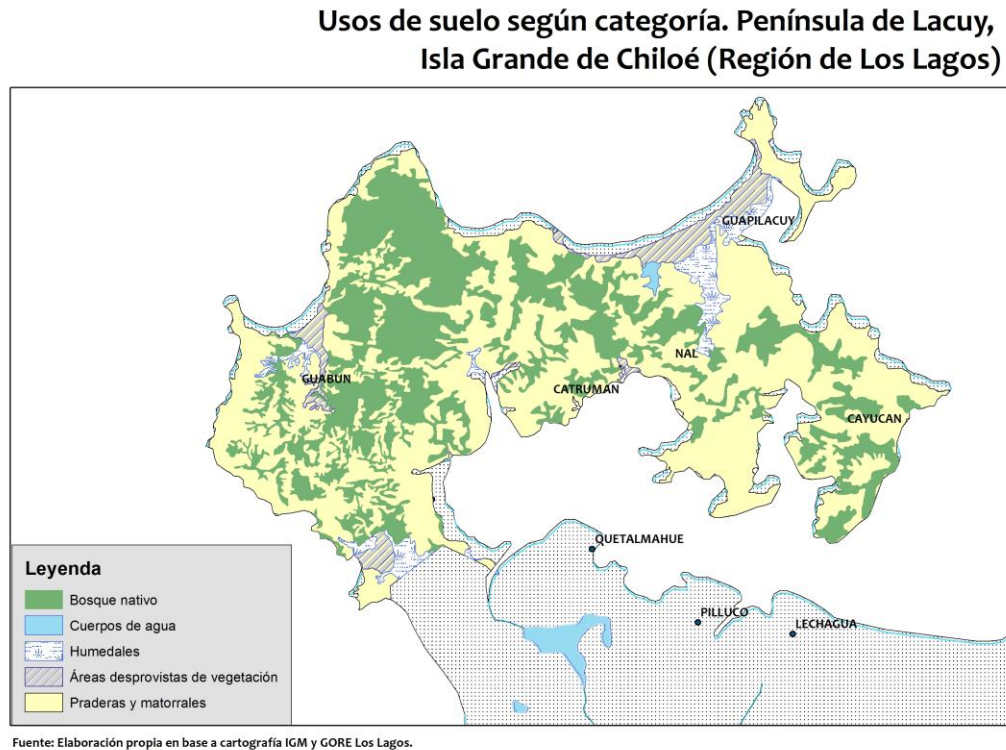 Usos de suelo según categoría. Península de Lacuy,
Isla Grande de Chiloé (Región de Los Lagos)
GUAPILACUY
NAL
GUABUN
CATRUMAN
CAYUCAN
QUETALMAHUE
PILLUCO
LECHAGUA
Leyenda
Bosque nativo
Cuerpos de agua
Humedales
Áreas desprovistas de vegetación
Praderas y matorrales
Fuente: Elaboración propia en base a cartografía IGM y GORE Los Lagos.